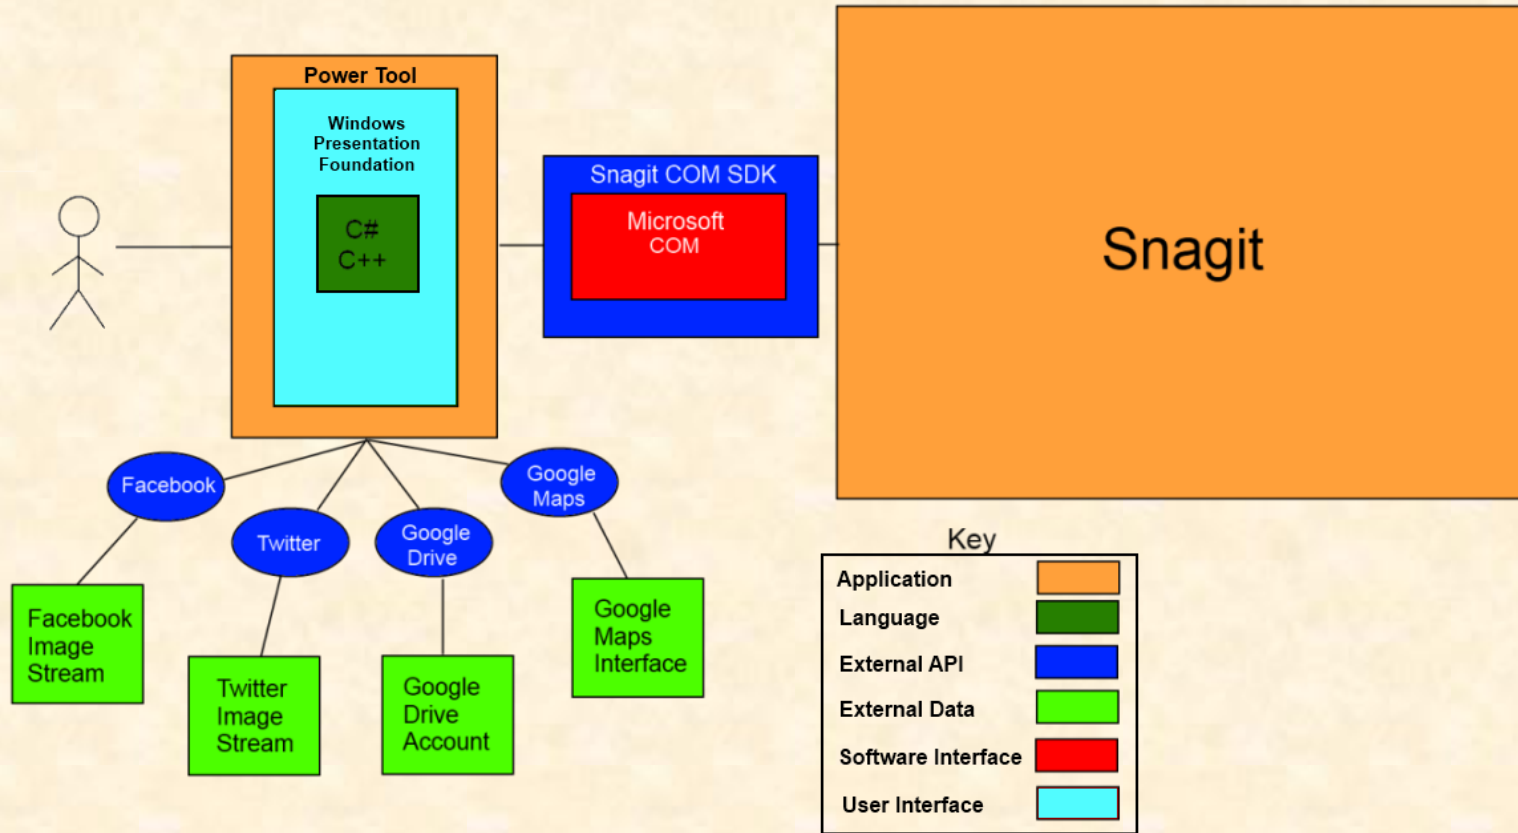 Power Tool
Windows
Presentation
Foundation
C#
C++
Snagit COM SDK
Microsoft
COM
Snagit
Facebook
Twitter
Google
Drive
Google
Maps
Facebook
Image
Stream
Twitter
Image
Stream
Google
Drive
Account
Google
Maps
Interface
Key
Application
Language
External API
External Data
Software Interface
User Interface